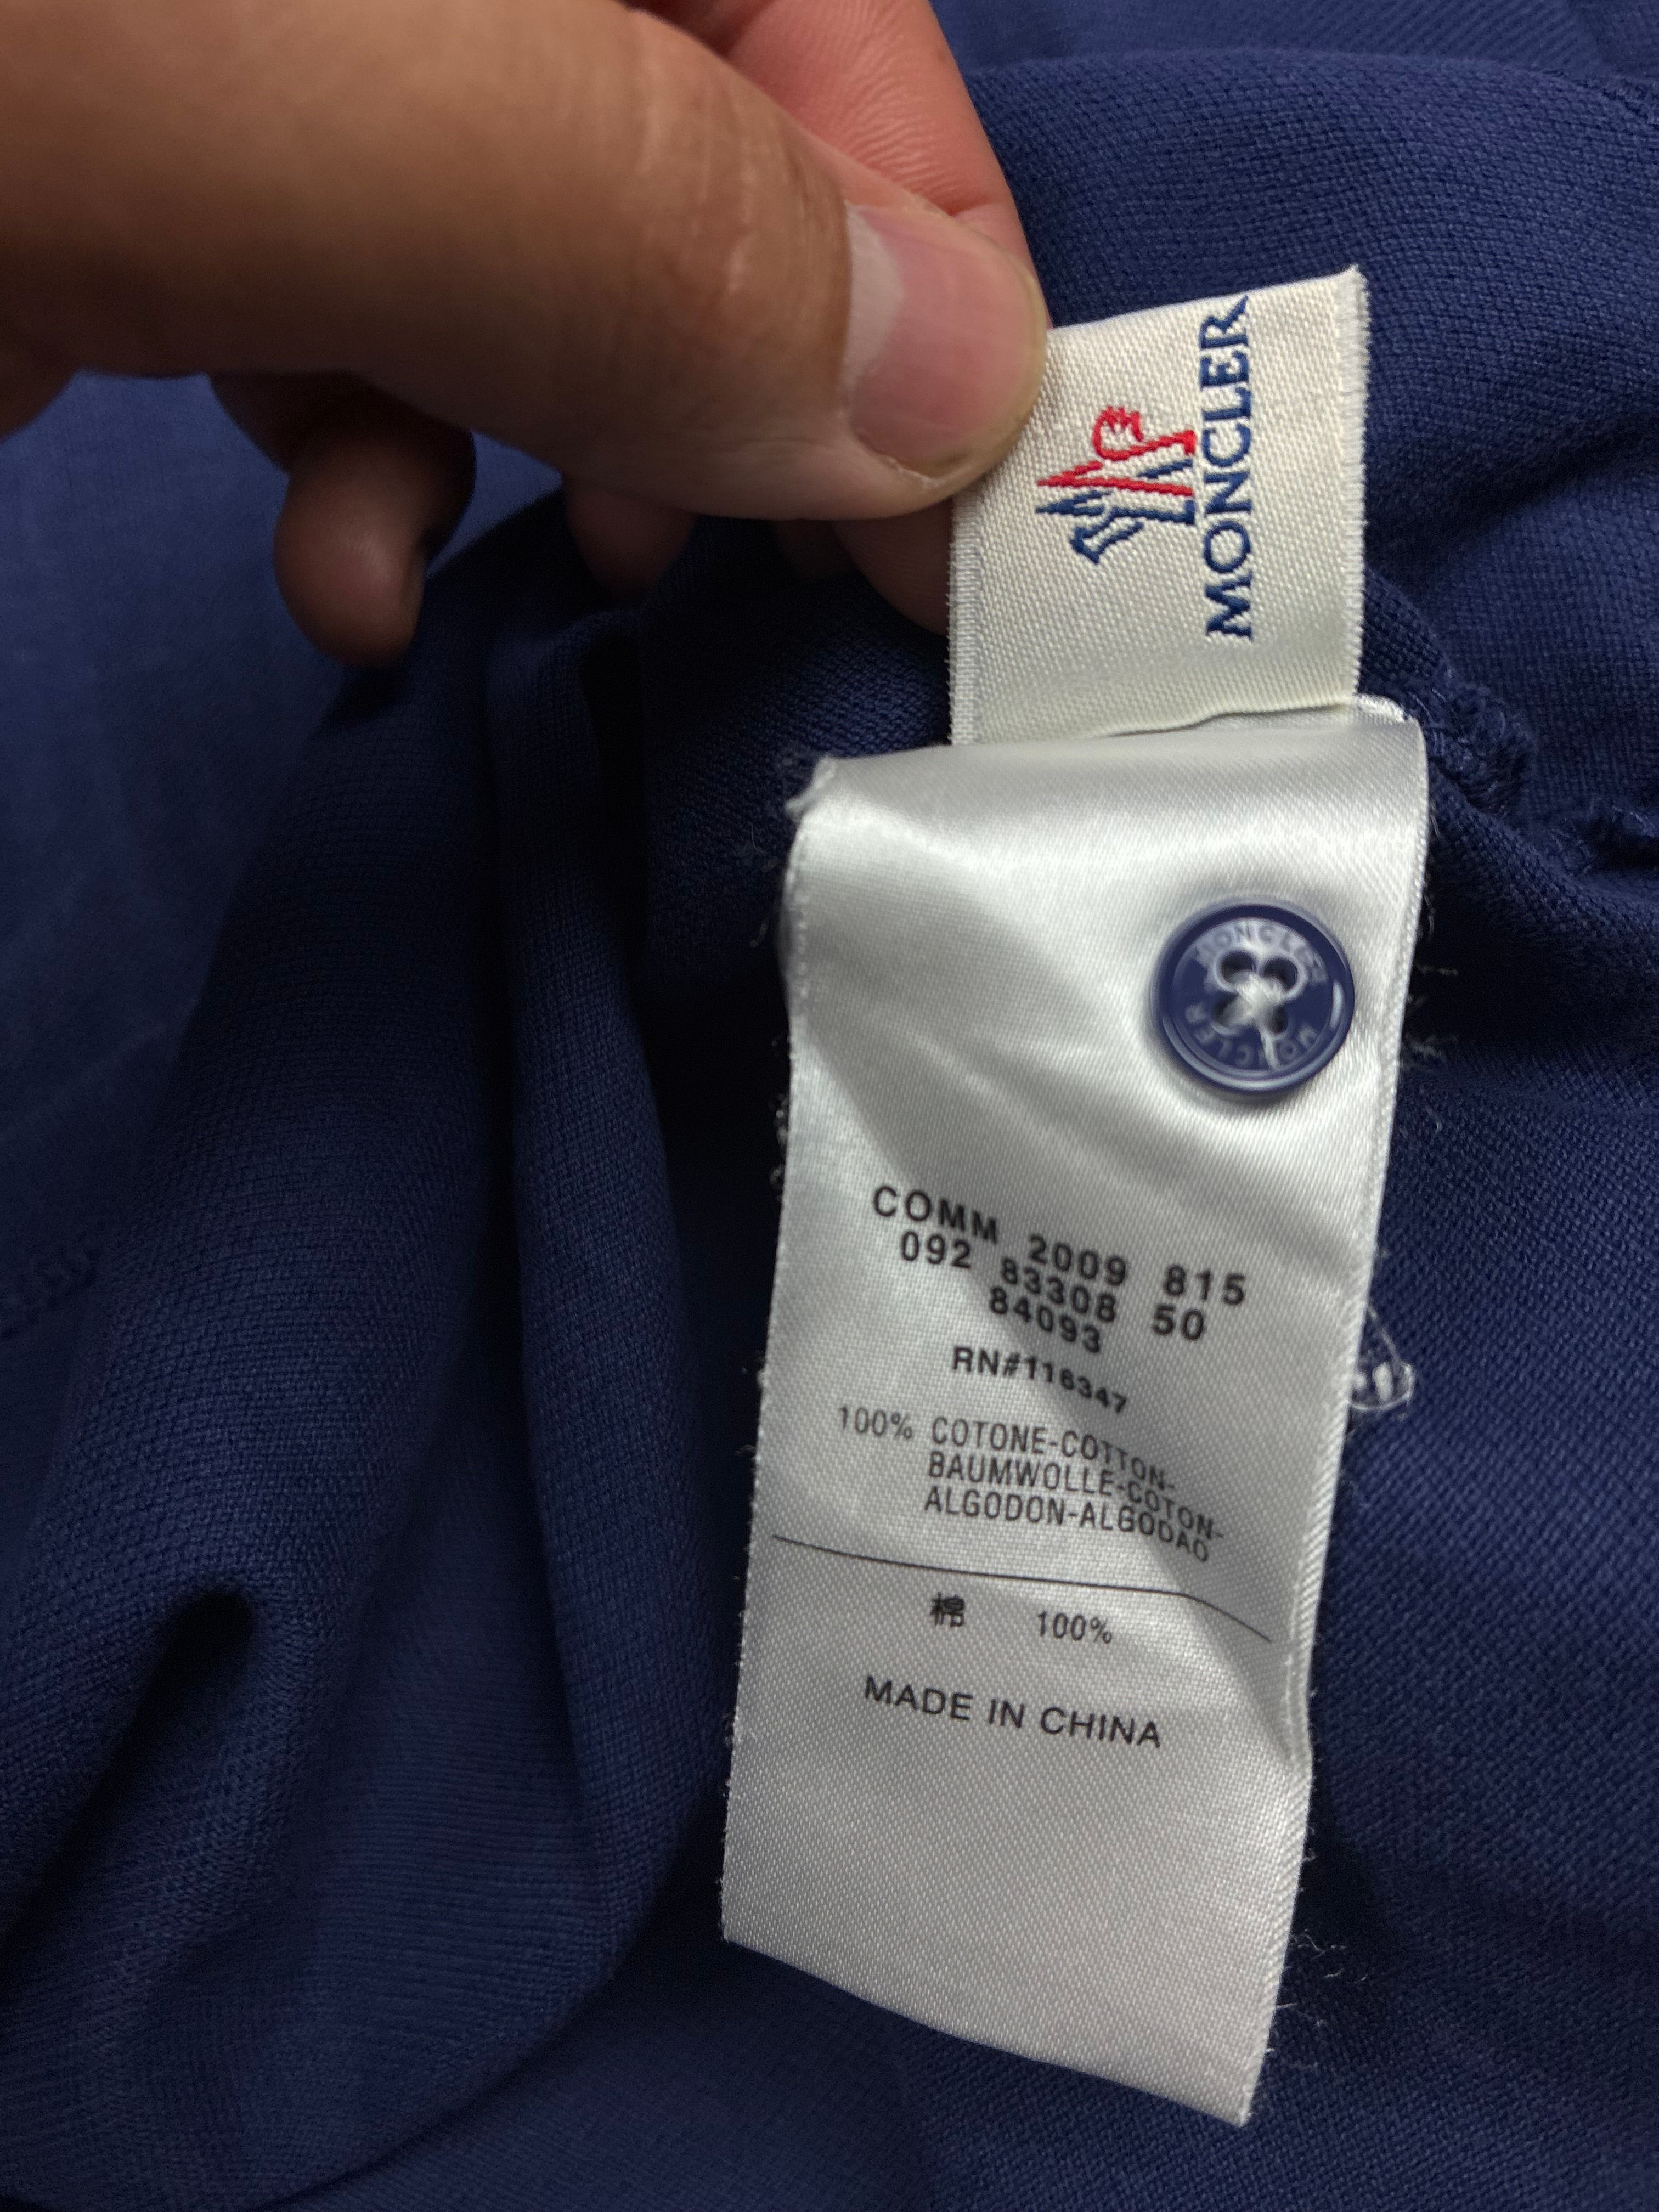 MONCLER
MONCLER
MONCLER
COMM 2009 815
092 83308 50
84093
RN#116347
100% COTONE-COTTON-
BAUMWOLLE-COTON-
ALGODON-ALGODAO
棉 100%
MADE IN CHINA